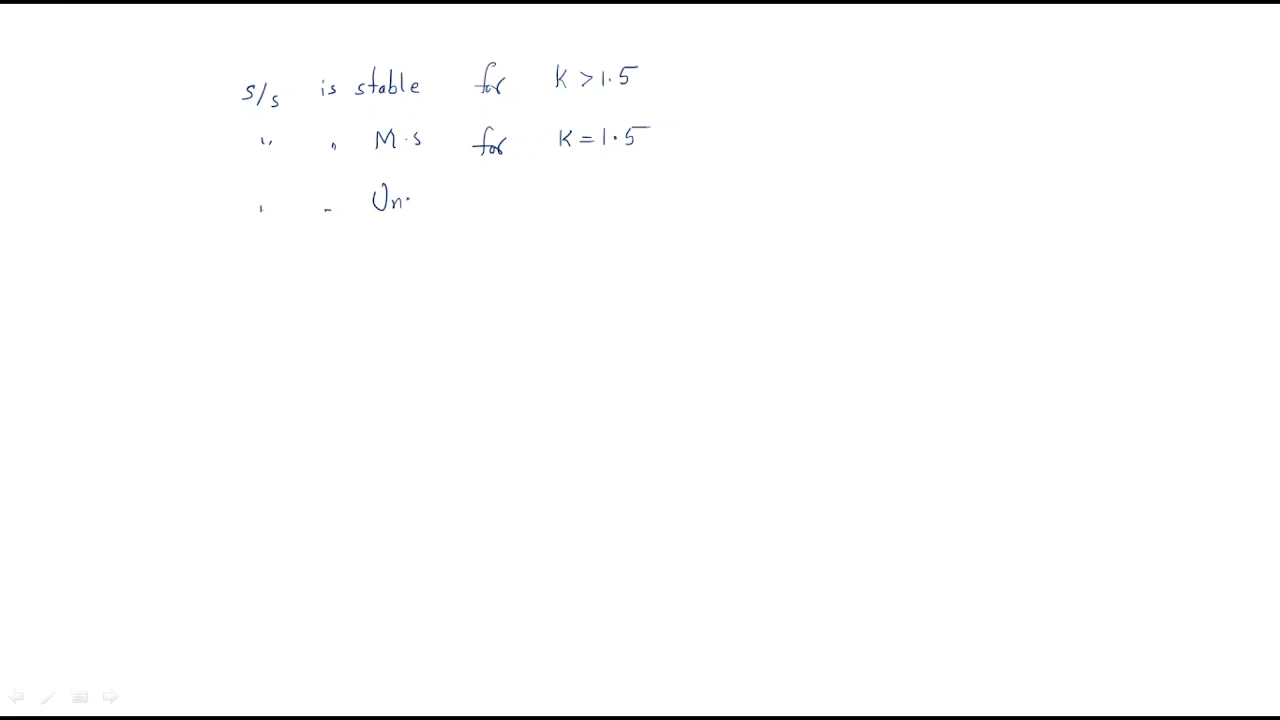 S/s is stable for K > 1.5
" " M.S for K = 1.5
" " Un.